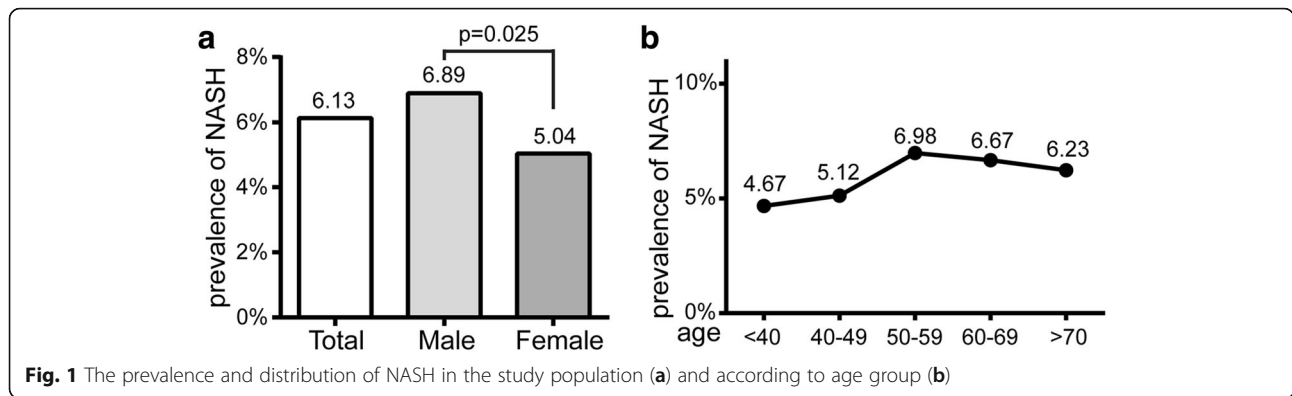 a
p=0.025
8%
6%
4%
2%
0%
prevalence of NASH
6.13
6.89
5.04
Total Male Female
b
10%
5%
0%
prevalence of NASH
4.67
5.12
6.98
6.67
6.23
age <40 40-49 50-59 60-69 >70
Fig. 1 The prevalence and distribution of NASH in the study population (a) and according to age group (b)